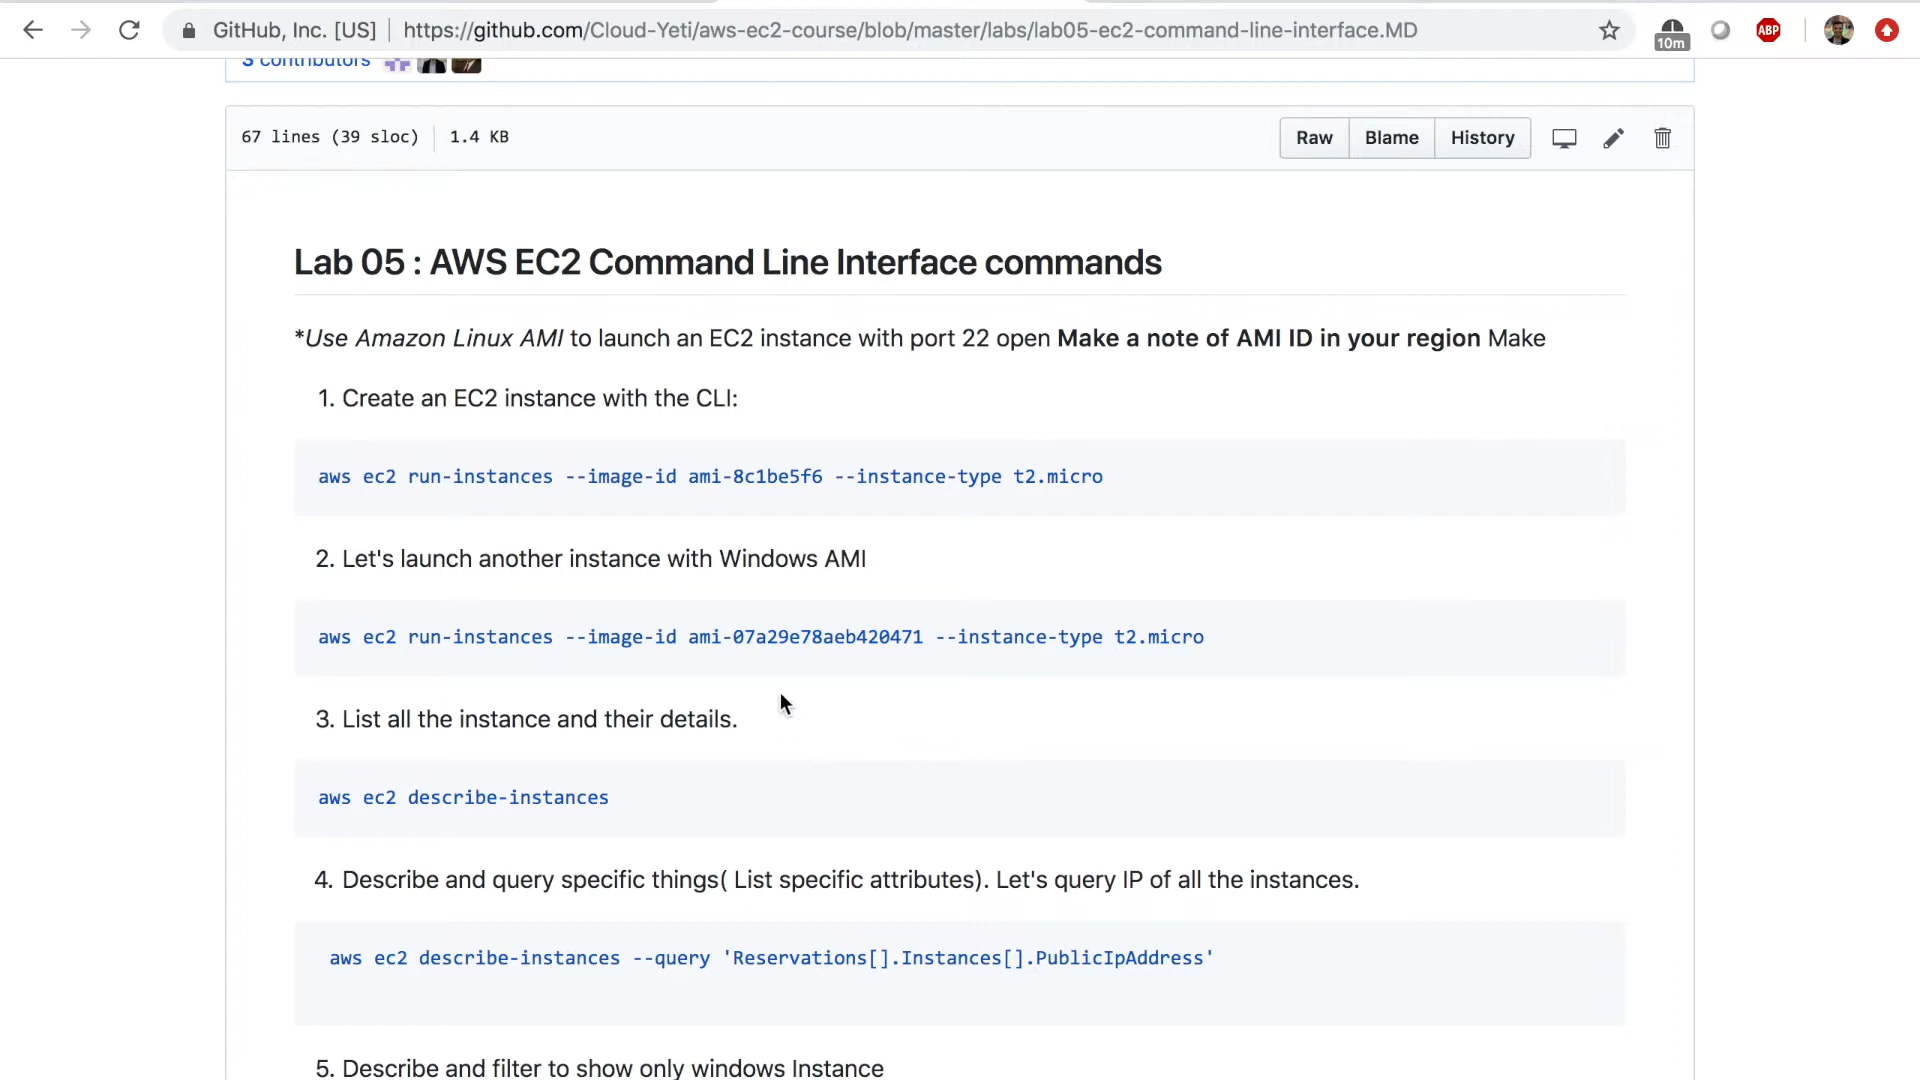 GitHub, Inc. [US] | https://github.com/Cloud-Yeti/aws-ec2-course/blob/master/labs/lab05-ec2-command-line-interface.MD
10m
ABP
3 contributors
67 lines (39 sloc) | 1.4 KB
Raw Blame History
Lab 05 : AWS EC2 Command Line Interface commands
*Use Amazon Linux AMI to launch an EC2 instance with port 22 open Make a note of AMI ID in your region Make
1. Create an EC2 instance with the CLI:
aws ec2 run-instances --image-id ami-8c1be5f6 --instance-type t2.micro
2. Let's launch another instance with Windows AMI
aws ec2 run-instances --image-id ami-07a29e78aeb420471 --instance-type t2.micro
3. List all the instance and their details.
aws ec2 describe-instances
4. Describe and query specific things( List specific attributes). Let's query IP of all the instances.
aws ec2 describe-instances --query 'Reservations[].Instances[].PublicIpAddress'
5. Describe and filter to show only windows Instance